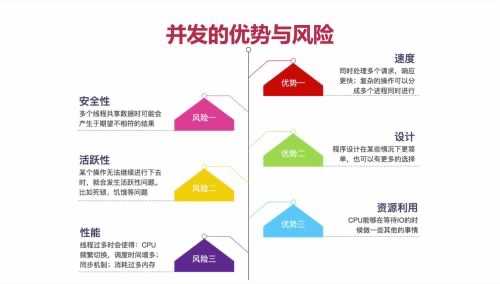 并发的优势与风险
速度
同时处理多个请求，响应
更快；复杂的操作可以分
成多个进程同时进行
优势一
安全性
多个线程共享数据时可能会
产生于期望不相符的结果
风险一
设计
程序设计在某些情况下更简
单，也可以有更多的选择
优势二
活跃性
某个操作无法继续进行下去
时，就会发生活跃性问题。
比如死锁、饥饿等问题
风险二
资源利用
CPU能够在等待IO的时
候做一些其他的事情
优势三
性能
线程过多时会使得：CPU
频繁切换，调度时间增多；
同步机制；消耗过多内存
风险三